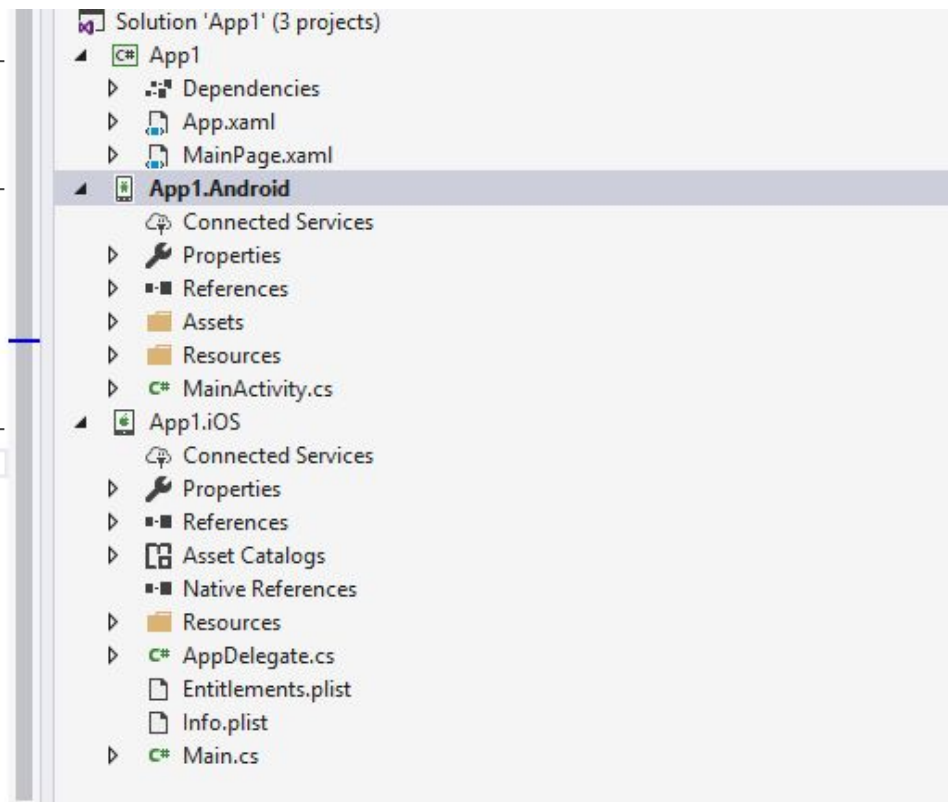 Solution 'App1' (3 projects)
C# App1
Dependencies
App.xaml
MainPage.xaml
App1.Android
Connected Services
Properties
References
Assets
Resources
C# MainActivity.cs
App1.iOS
Connected Services
Properties
References
Asset Catalogs
Native References
Resources
C# AppDelegate.cs
Entitlements.plist
Info.plist
C# Main.cs